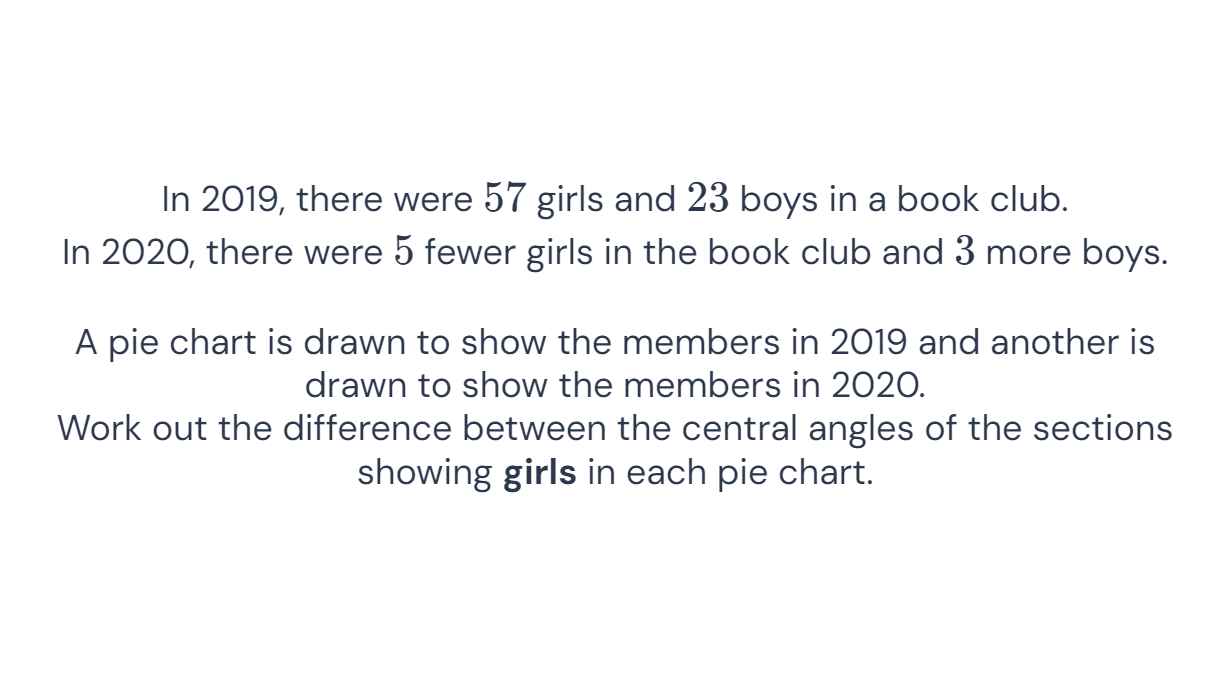 In 2019, there were 57 girls and 23 boys in a book club.
In 2020, there were 5 fewer girls in the book club and 3 more boys.
A pie chart is drawn to show the members in 2019 and another is
drawn to show the members in 2020.
Work out the difference between the central angles of the sections
showing girls in each pie chart.